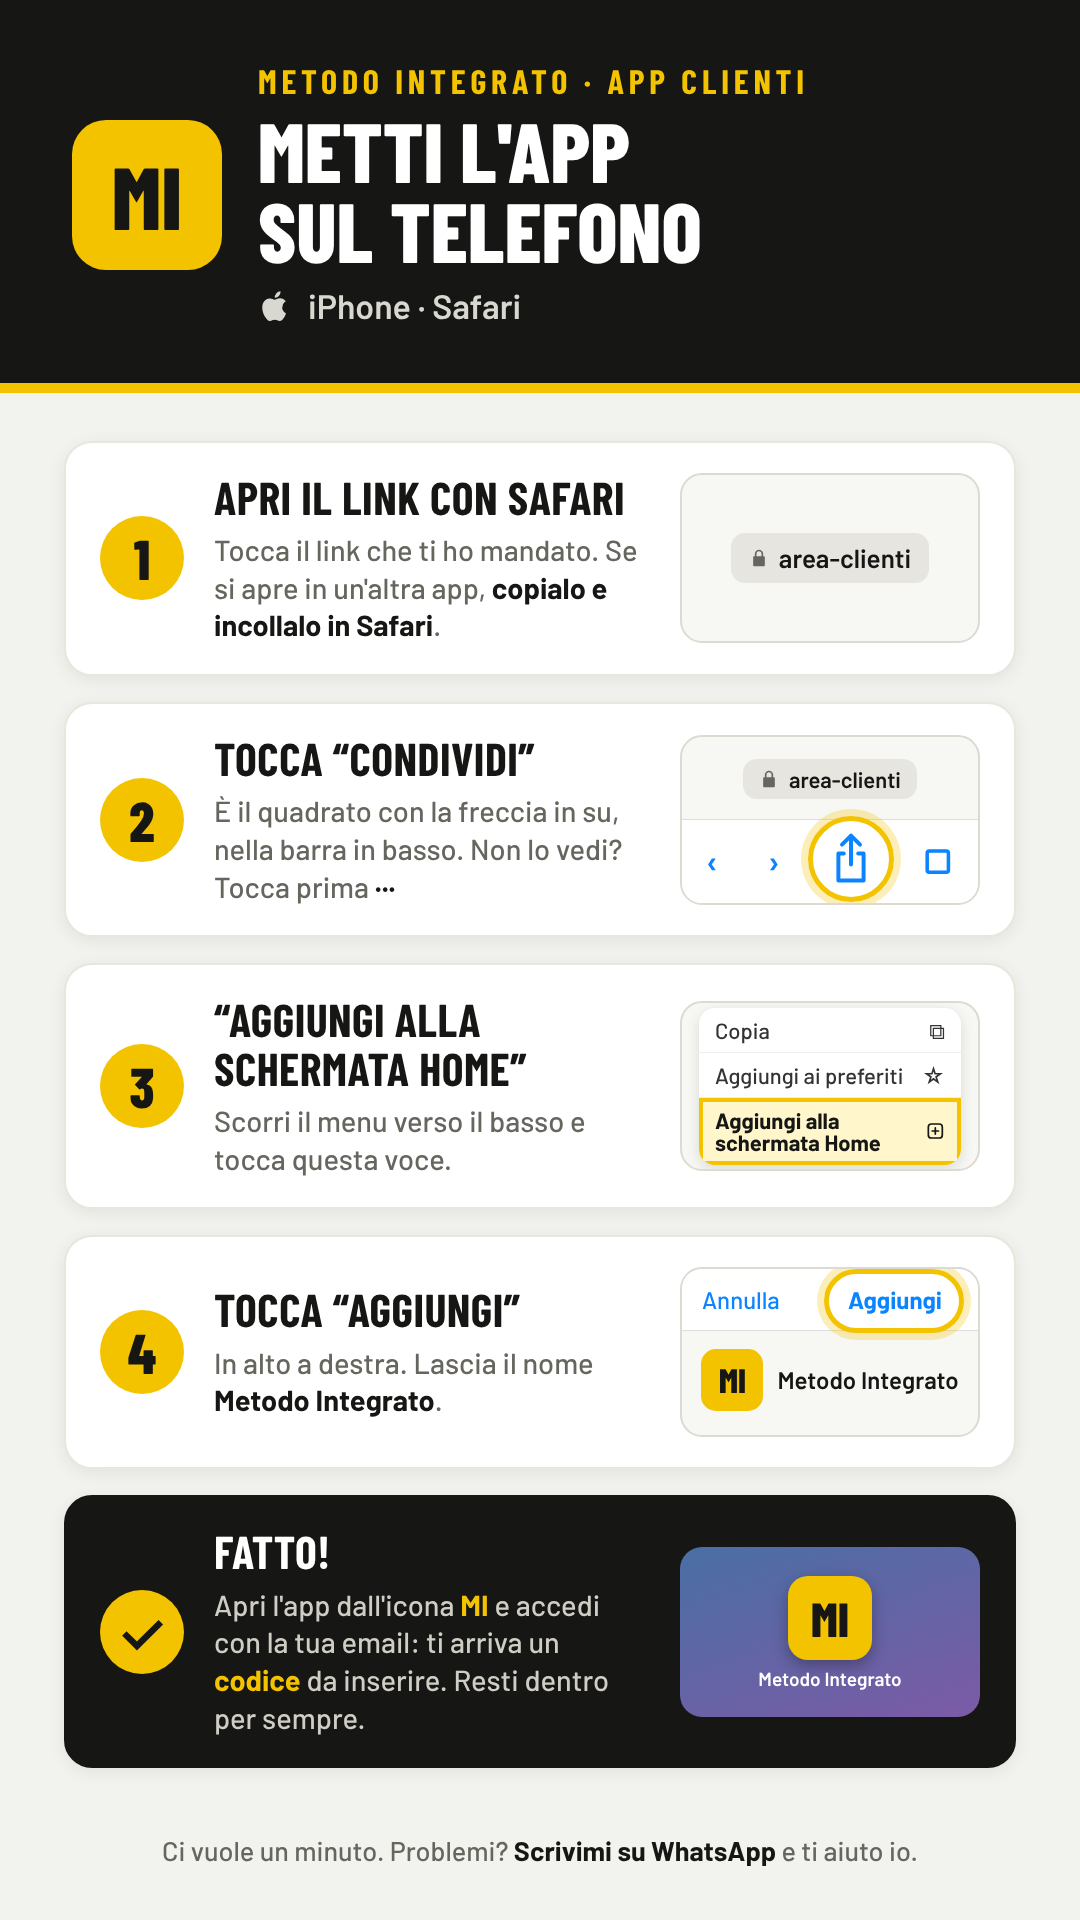 METODO INTEGRATO · APP CLIENTI
MI
METTI L'APP
SUL TELEFONO
iPhone · Safari
1
APRI IL LINK CON SAFARI
Tocca il link che ti ho mandato. Se
si apre in un'altra app, copialo e
incollalo in Safari.
area-clienti
2
TOCCA “CONDIVIDI”
È il quadrato con la freccia in su,
nella barra in basso. Non lo vedi?
Tocca prima ···
area-clienti
‹ ›
3
“AGGIUNGI ALLA
SCHERMATA HOME”
Scorri il menu verso il basso e
tocca questa voce.
Copia
Aggiungi ai preferiti
Aggiungi alla
schermata Home
4
TOCCA “AGGIUNGI”
In alto a destra. Lascia il nome
Metodo Integrato.
Annulla Aggiungi
MI Metodo Integrato
FATTO!
Apri l'app dall'icona MI e accedi
con la tua email: ti arriva un
codice da inserire. Resti dentro
per sempre.
MI
Metodo Integrato
Ci vuole un minuto. Problemi? Scrivimi su WhatsApp e ti aiuto io.